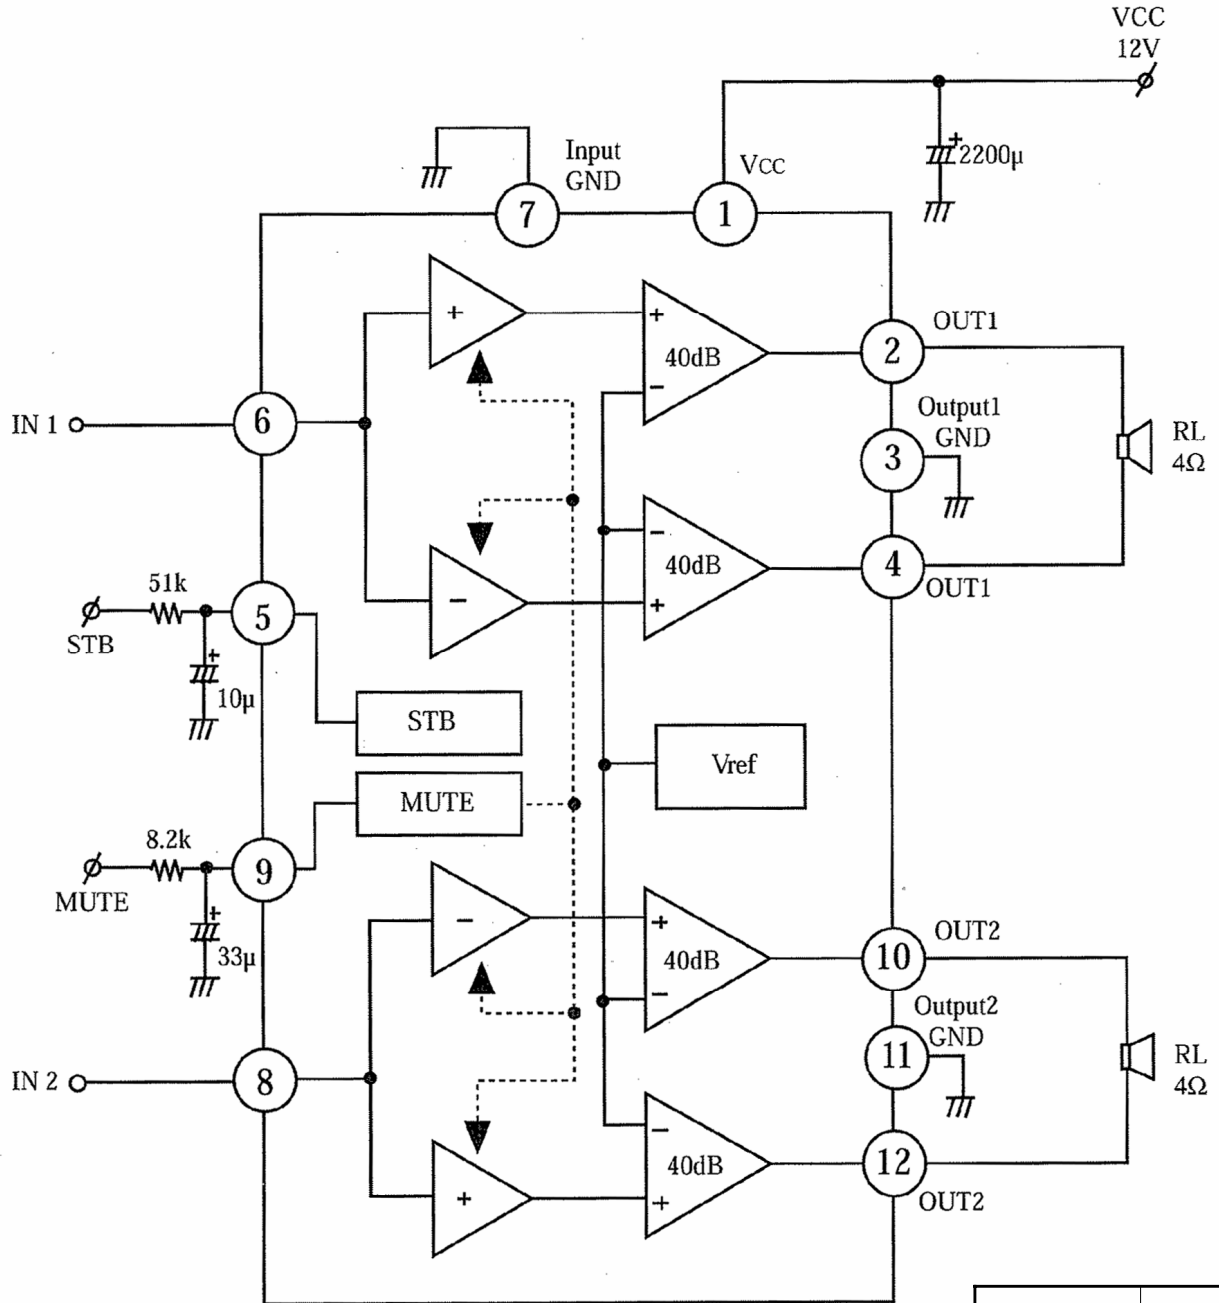 VCC
12V
+
2200μ
Input
GND
VCC
7
1
+
+
40dB
−
2
OUT1
Output1
GND
3
RL
4Ω
IN 1
6
−
40dB
+
4
OUT1
−
51k
5
STB
+
10μ
STB
Vref
MUTE
8.2k
9
MUTE
+
33μ
−
+
40dB
−
10
OUT2
Output2
GND
11
RL
4Ω
IN 2
8
−
40dB
+
12
OUT2
+